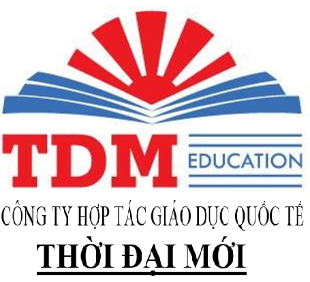 TDM EDUCATION
CÔNG TY HỢP TÁC GIÁO DỤC QUỐC TẾ
THỜI ĐẠI MỚI